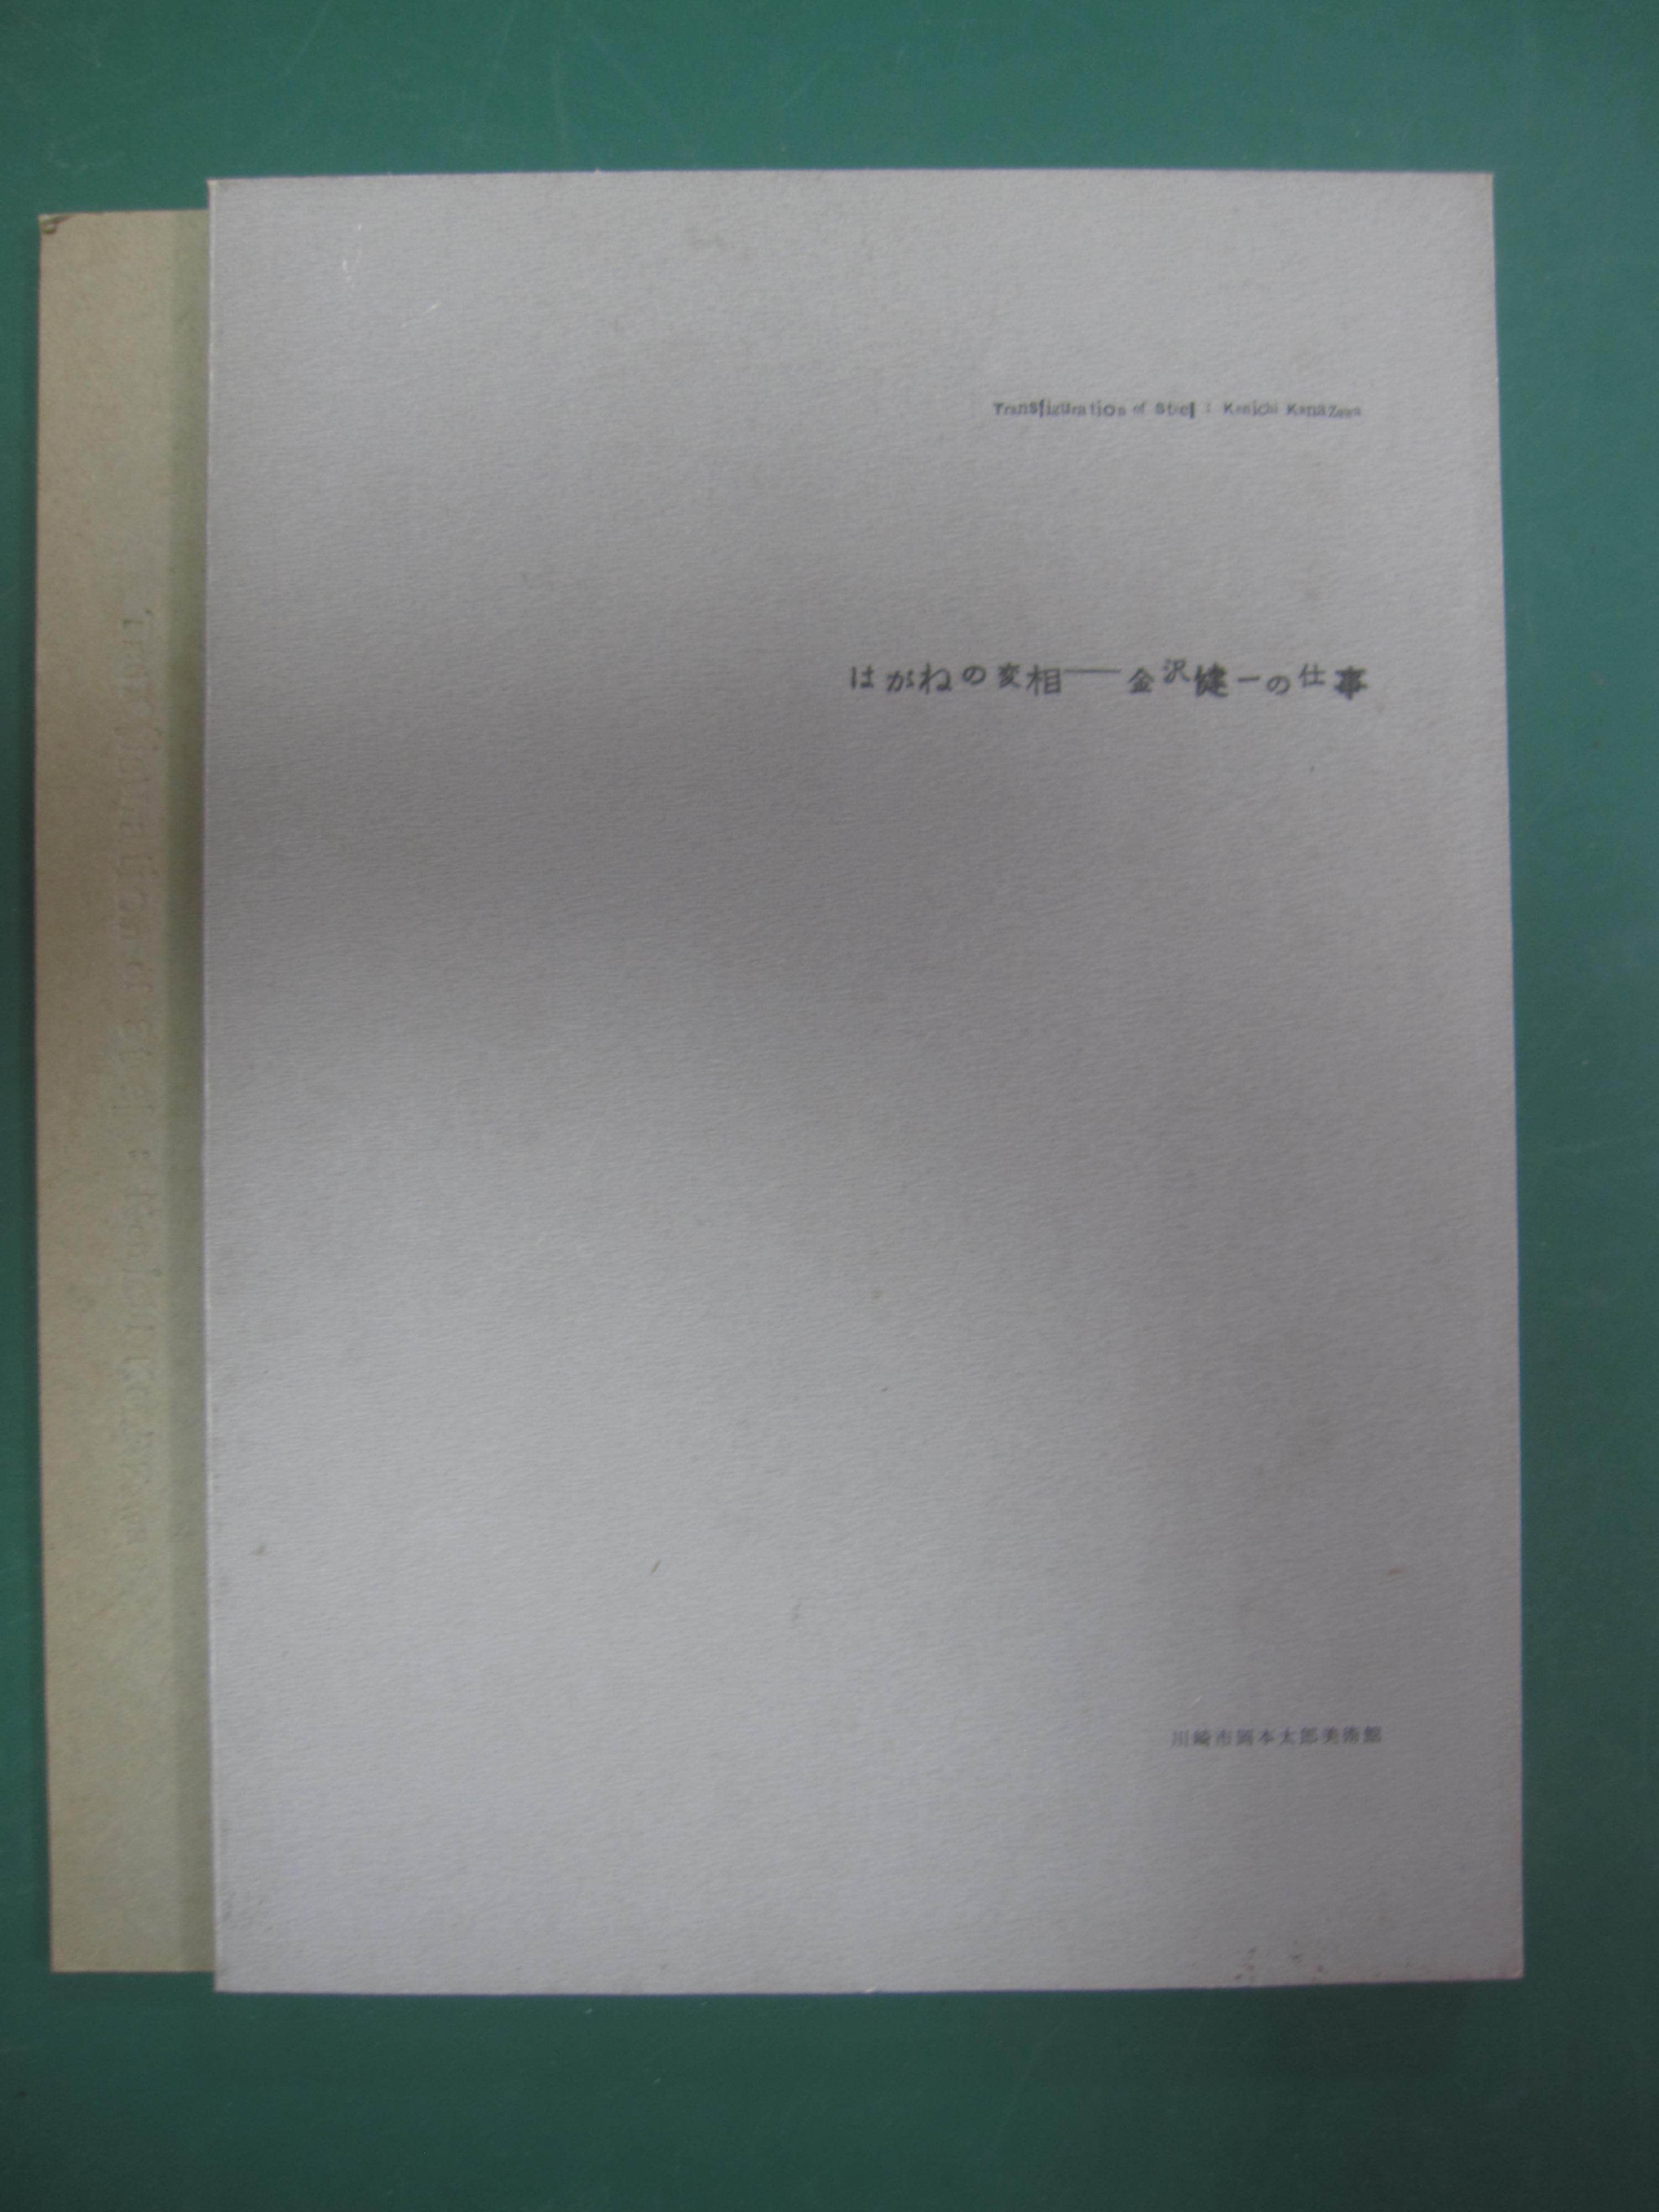 Transfiguration of Steel : Kenichi Kanazawa
はがねの変相――金沢健一の仕事
川崎市岡本太郎美術館